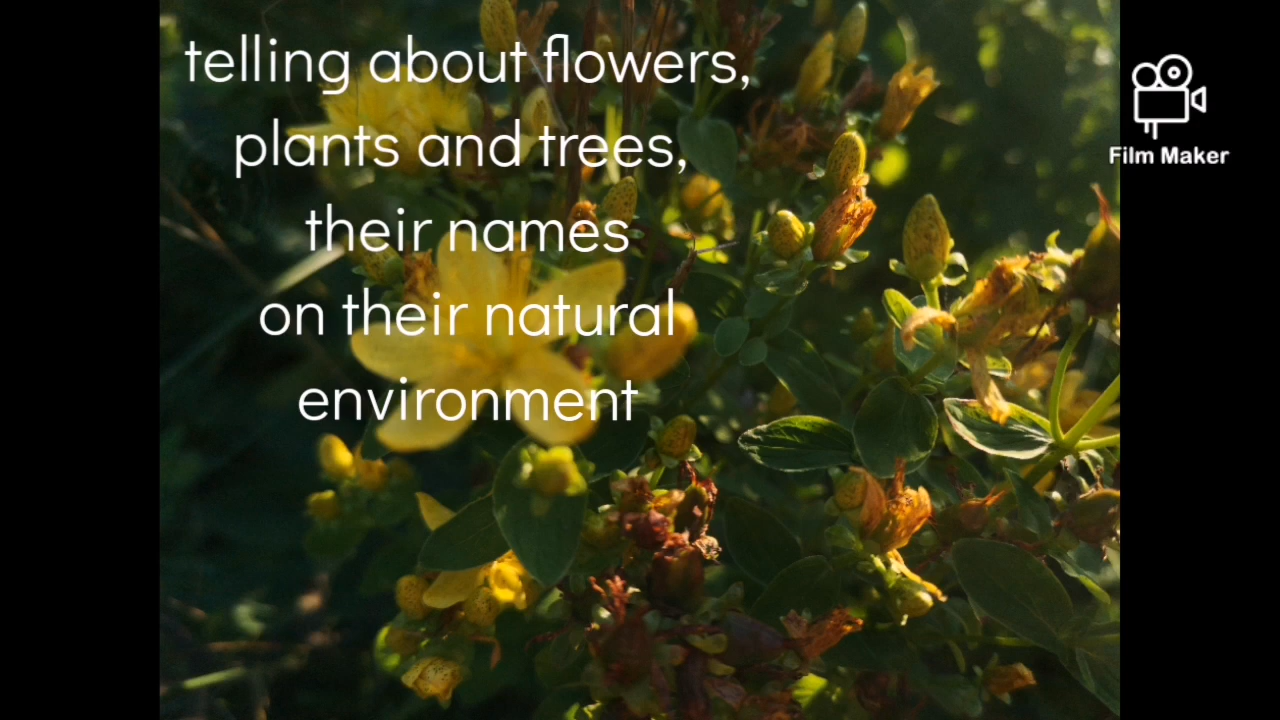 telling about flowers,
plants and trees,
their names
on their natural
environment
Film Maker